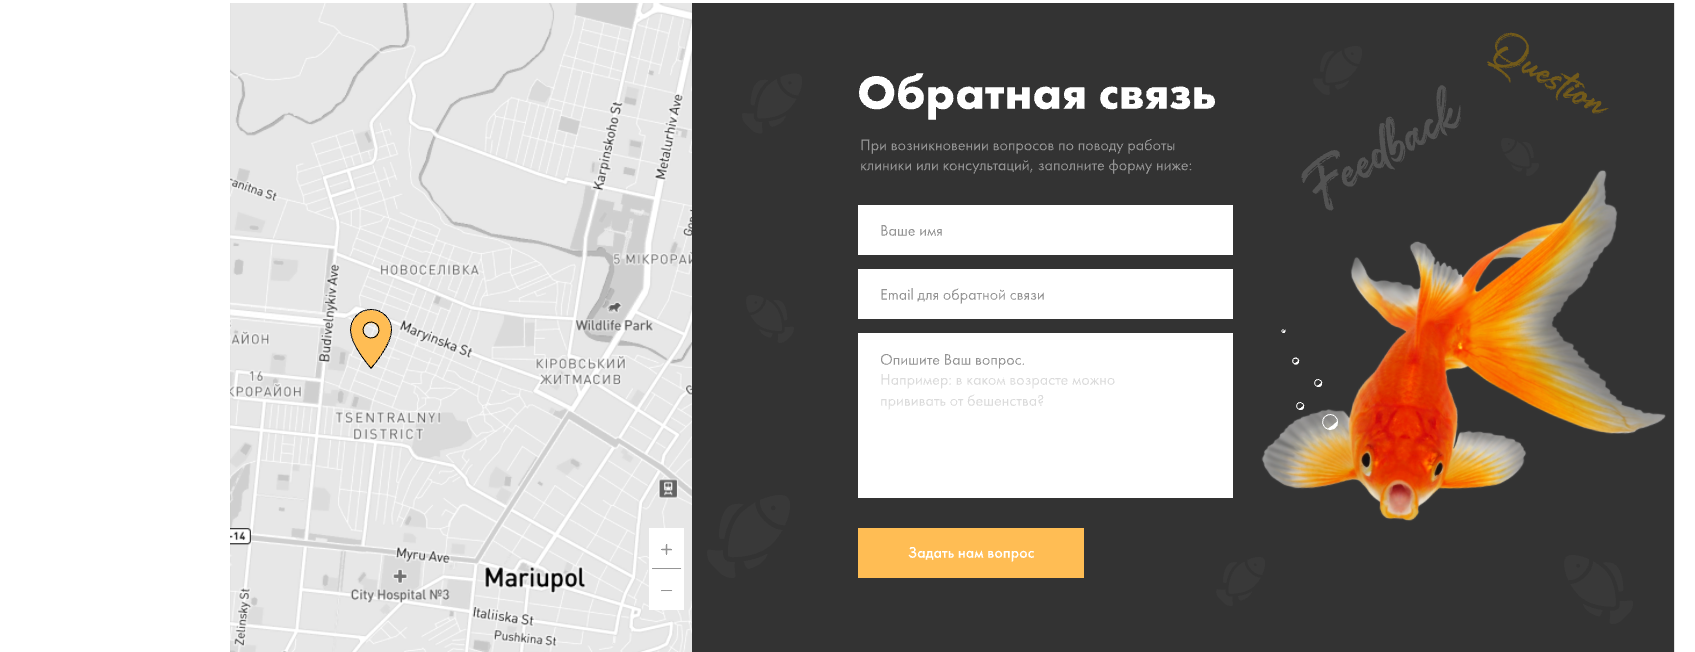 Karpinskoho St
Metalurhiv Ave
ranitna St
5-МІКРОРАЙ
НОВОСЕЛІВКА
Budivelnykiv Ave
Wildlife Park
Maryinska St
АЙОН
16
КРОРАЙОН
КІРОВСЬКИЙ
ЖИТМАСИВ
TSENTRALNYI
DISTRICT
-14
Myru Ave
Mariupol
City Hospital №3
Zelinsky St
Italiiska St
Pushkina St
+
−
Обратная связь
При возникновении вопросов по поводу работы
клиники или консультаций, заполните форму ниже:
Ваше имя
Email для обратной связи
Опишите Ваш вопрос.
Например: в каком возрасте можно
прививать от бешенства?
Задать нам вопрос
Question
Feedback